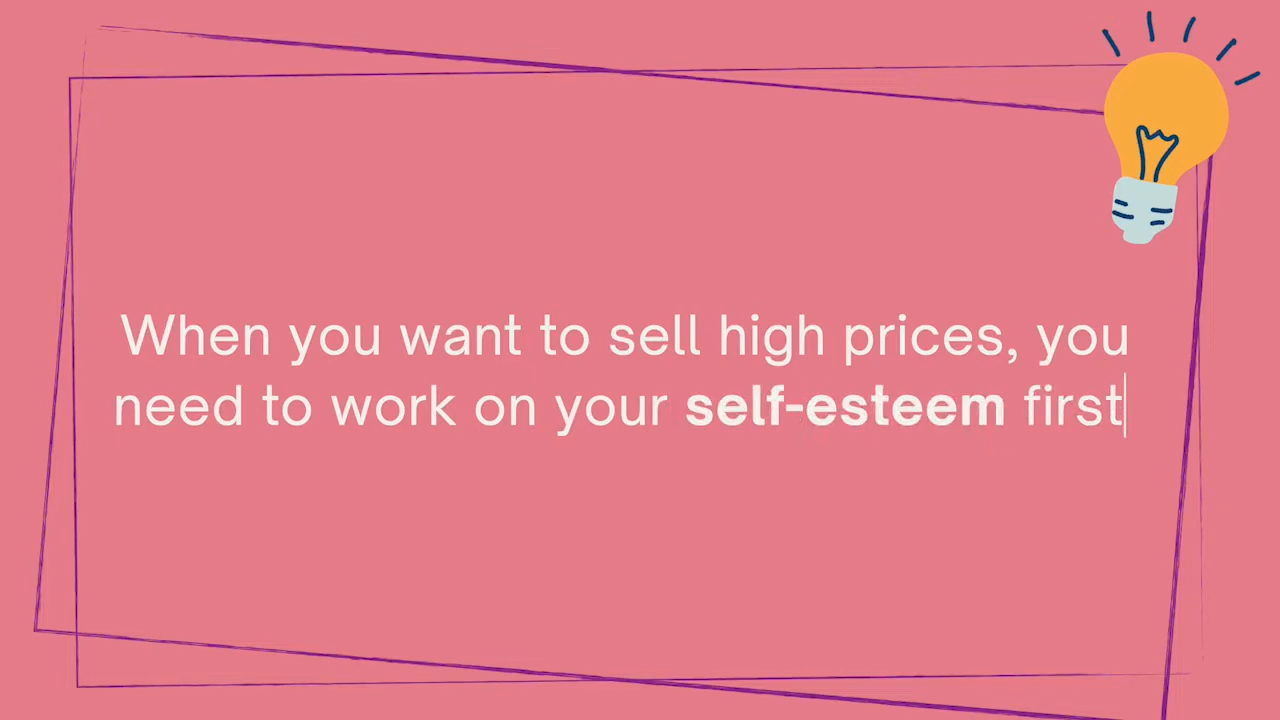 When you want to sell high prices, you
need to work on your self-esteem first